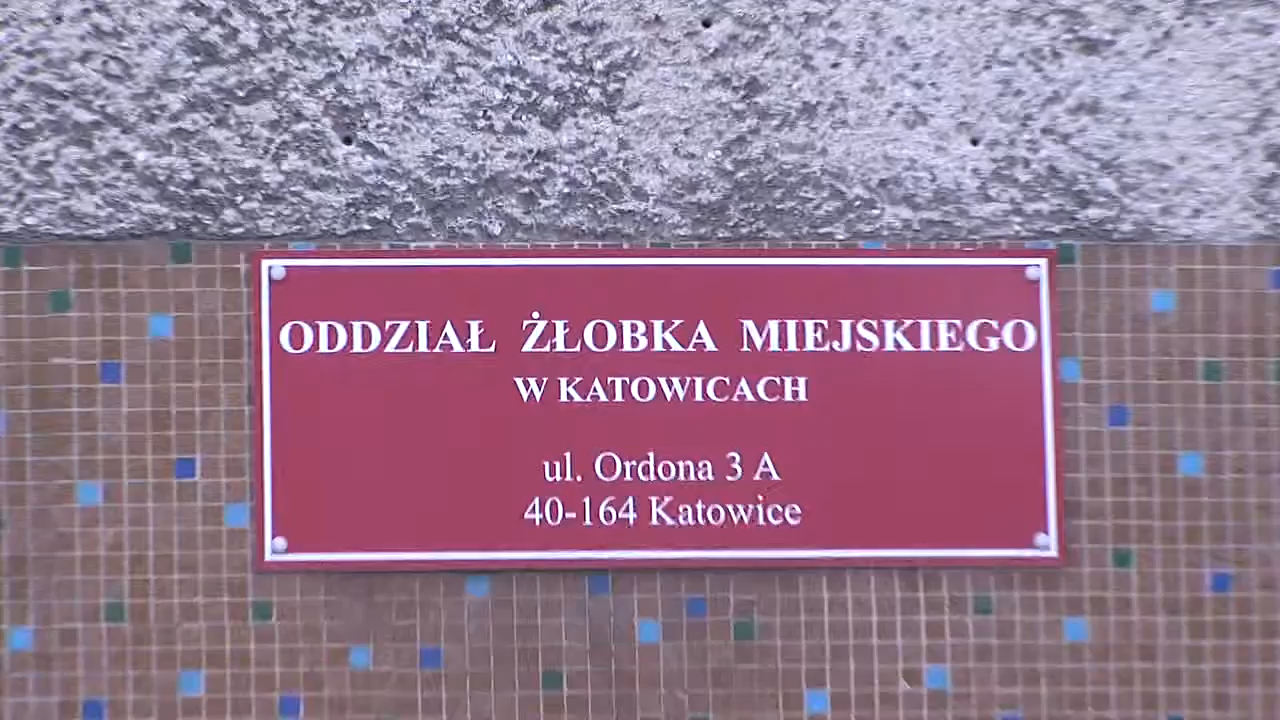 ODDZIAŁ ŻŁOBKA MIEJSKIEGO
W KATOWICACH
ul. Ordona 3 A
40-164 Katowice